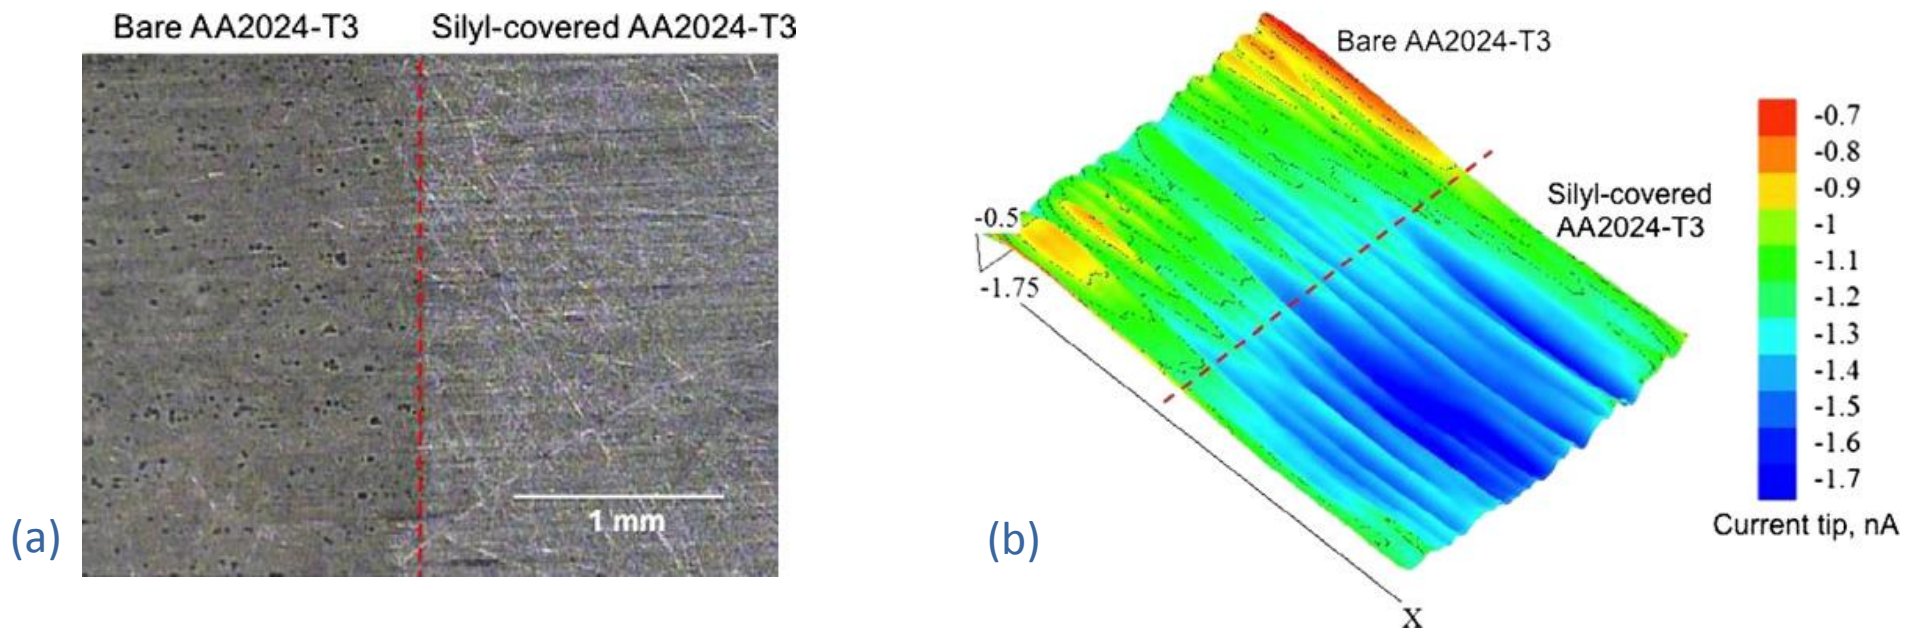 Bare AA2024-T3
Silyl-covered AA2024-T3
1 mm
(a)
Bare AA2024-T3
Silyl-covered
AA2024-T3
-0.5
-1.75
X
(b)
-0.7
-0.8
-0.9
-1
-1.1
-1.2
-1.3
-1.4
-1.5
-1.6
-1.7
Current tip, nA